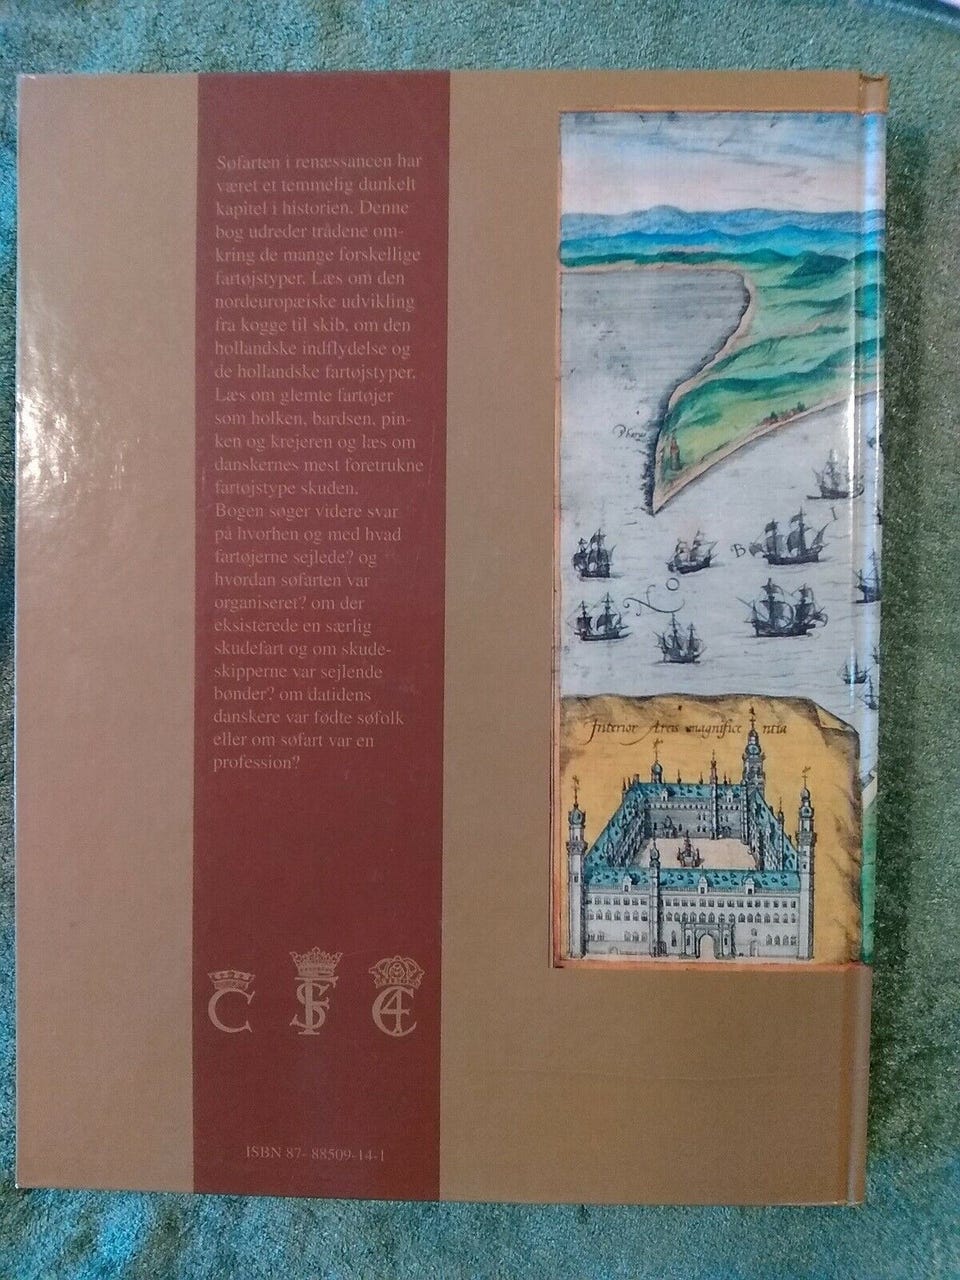 Søfarten i renæssancen har
været et temmelig dunkelt
kapitel i historien. Denne
bog udreder trådene om-
kring de mange forskellige
fartøjstyper. Læs om den
nordeuropæiske udvikling
fra kogge til skib, om den
hollandske indflydelse og
de hollandske fartøjstyper.
Læs om glemte fartøjer
som holken, bardsen, pin-
ken og krejeren og læs om
danskernes mest foretrukne
fartøjstype skuden.
Bogen søger videre svar
på hvorhen og med hvad
fartøjerne sejlede? og
hvordan søfarten var
organiseret? om der
eksisterede en særlig
skudefart og om skude-
skipperne var sejlende
bønder? om datidens
danskere var fødte søfolk
eller om søfart var en
profession?
C FS C4
ISBN 87- 88509-14-1
Pharus
N O B I
Interior Arcis magnifice ntia